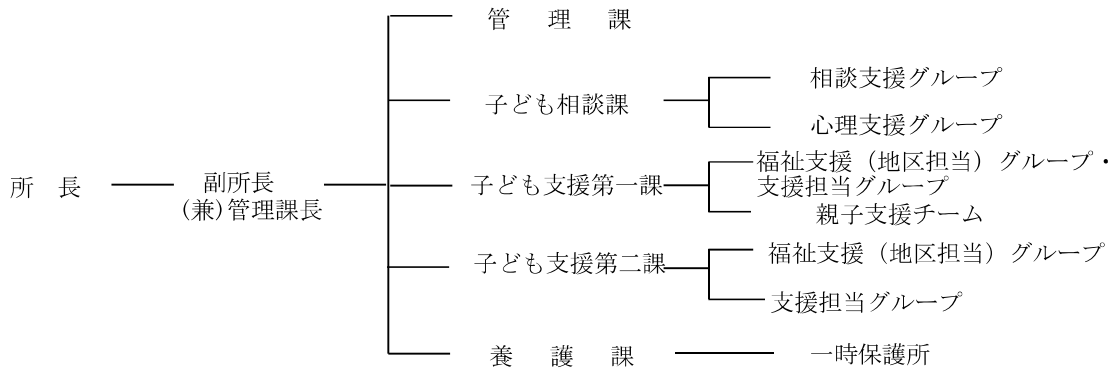 所　長
副所長
(兼)管理課長
管　理　課
子ども相談課
相談支援グループ
心理支援グループ
子ども支援第一課
福祉支援（地区担当）グループ・
支援担当グループ
親子支援チーム
子ども支援第二課
福祉支援（地区担当）グループ
支援担当グループ
養　護　課
一時保護所